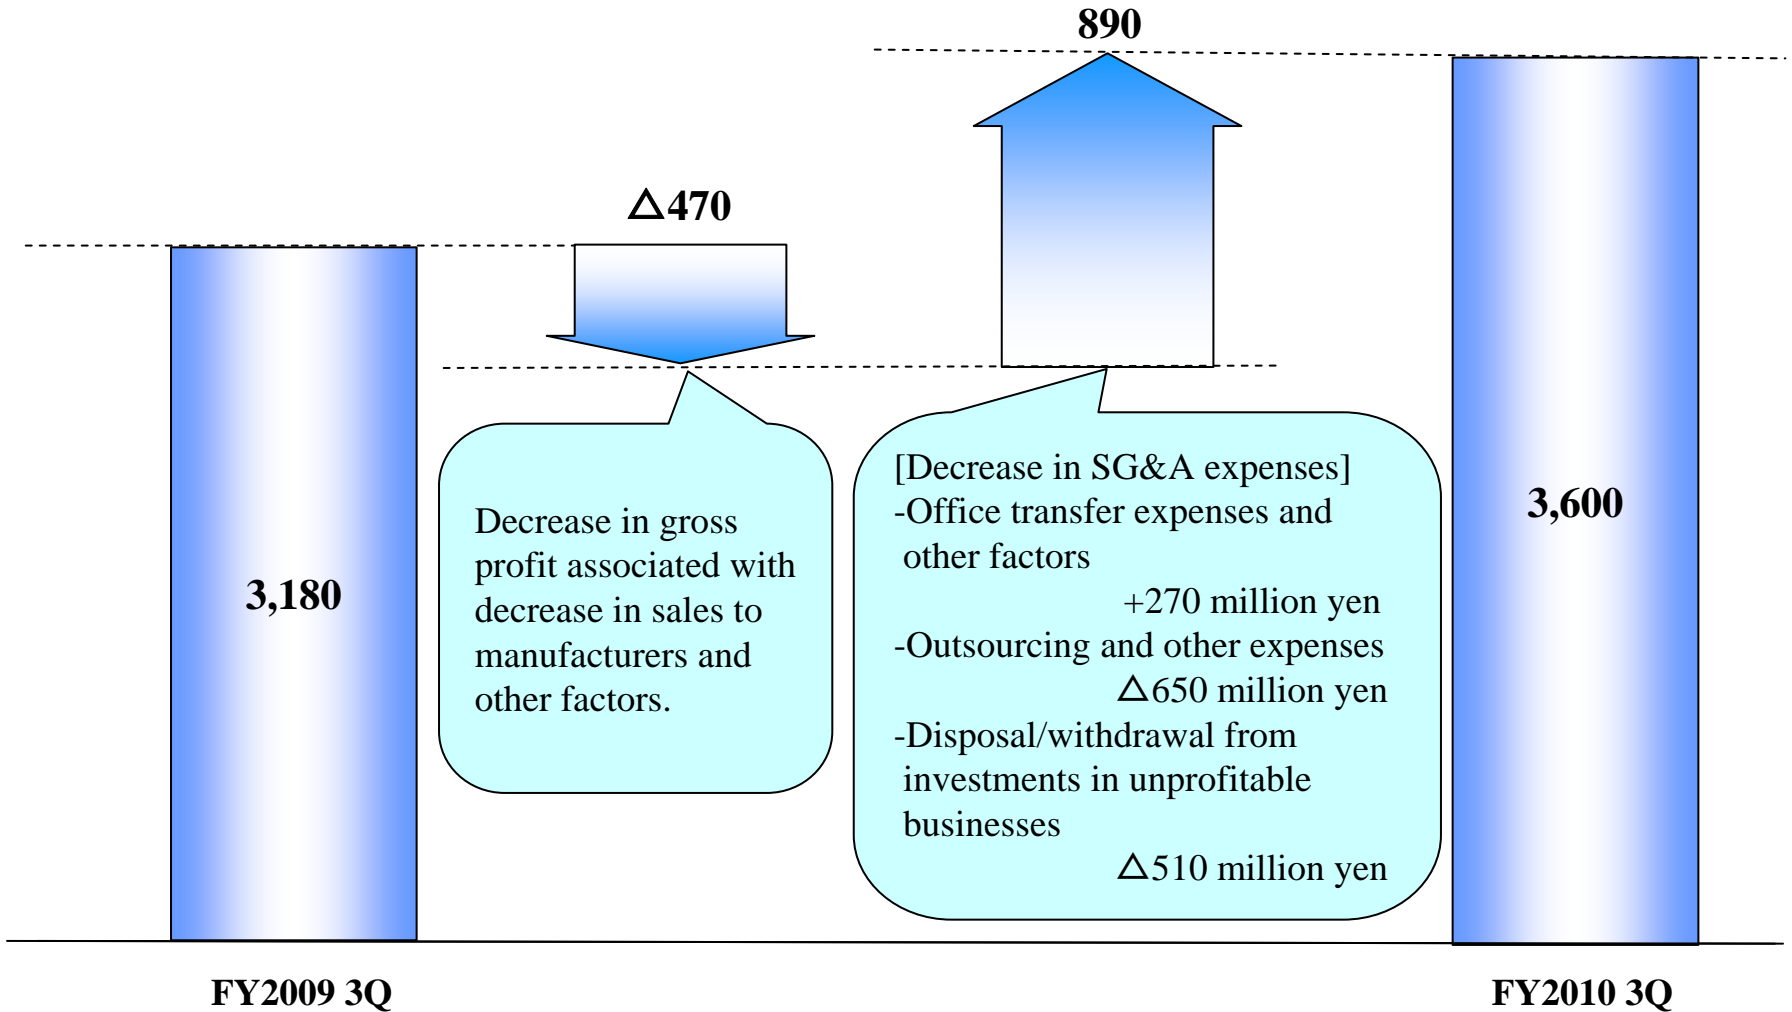 890
△470
3,180
Decrease in gross
profit associated with
decrease in sales to
manufacturers and
other factors.
[Decrease in SG&A expenses]
-Office transfer expenses and
other factors
+270 million yen
-Outsourcing and other expenses
△650 million yen
-Disposal/withdrawal from
investments in unprofitable
businesses
△510 million yen
3,600
FY2009 3Q
FY2010 3Q